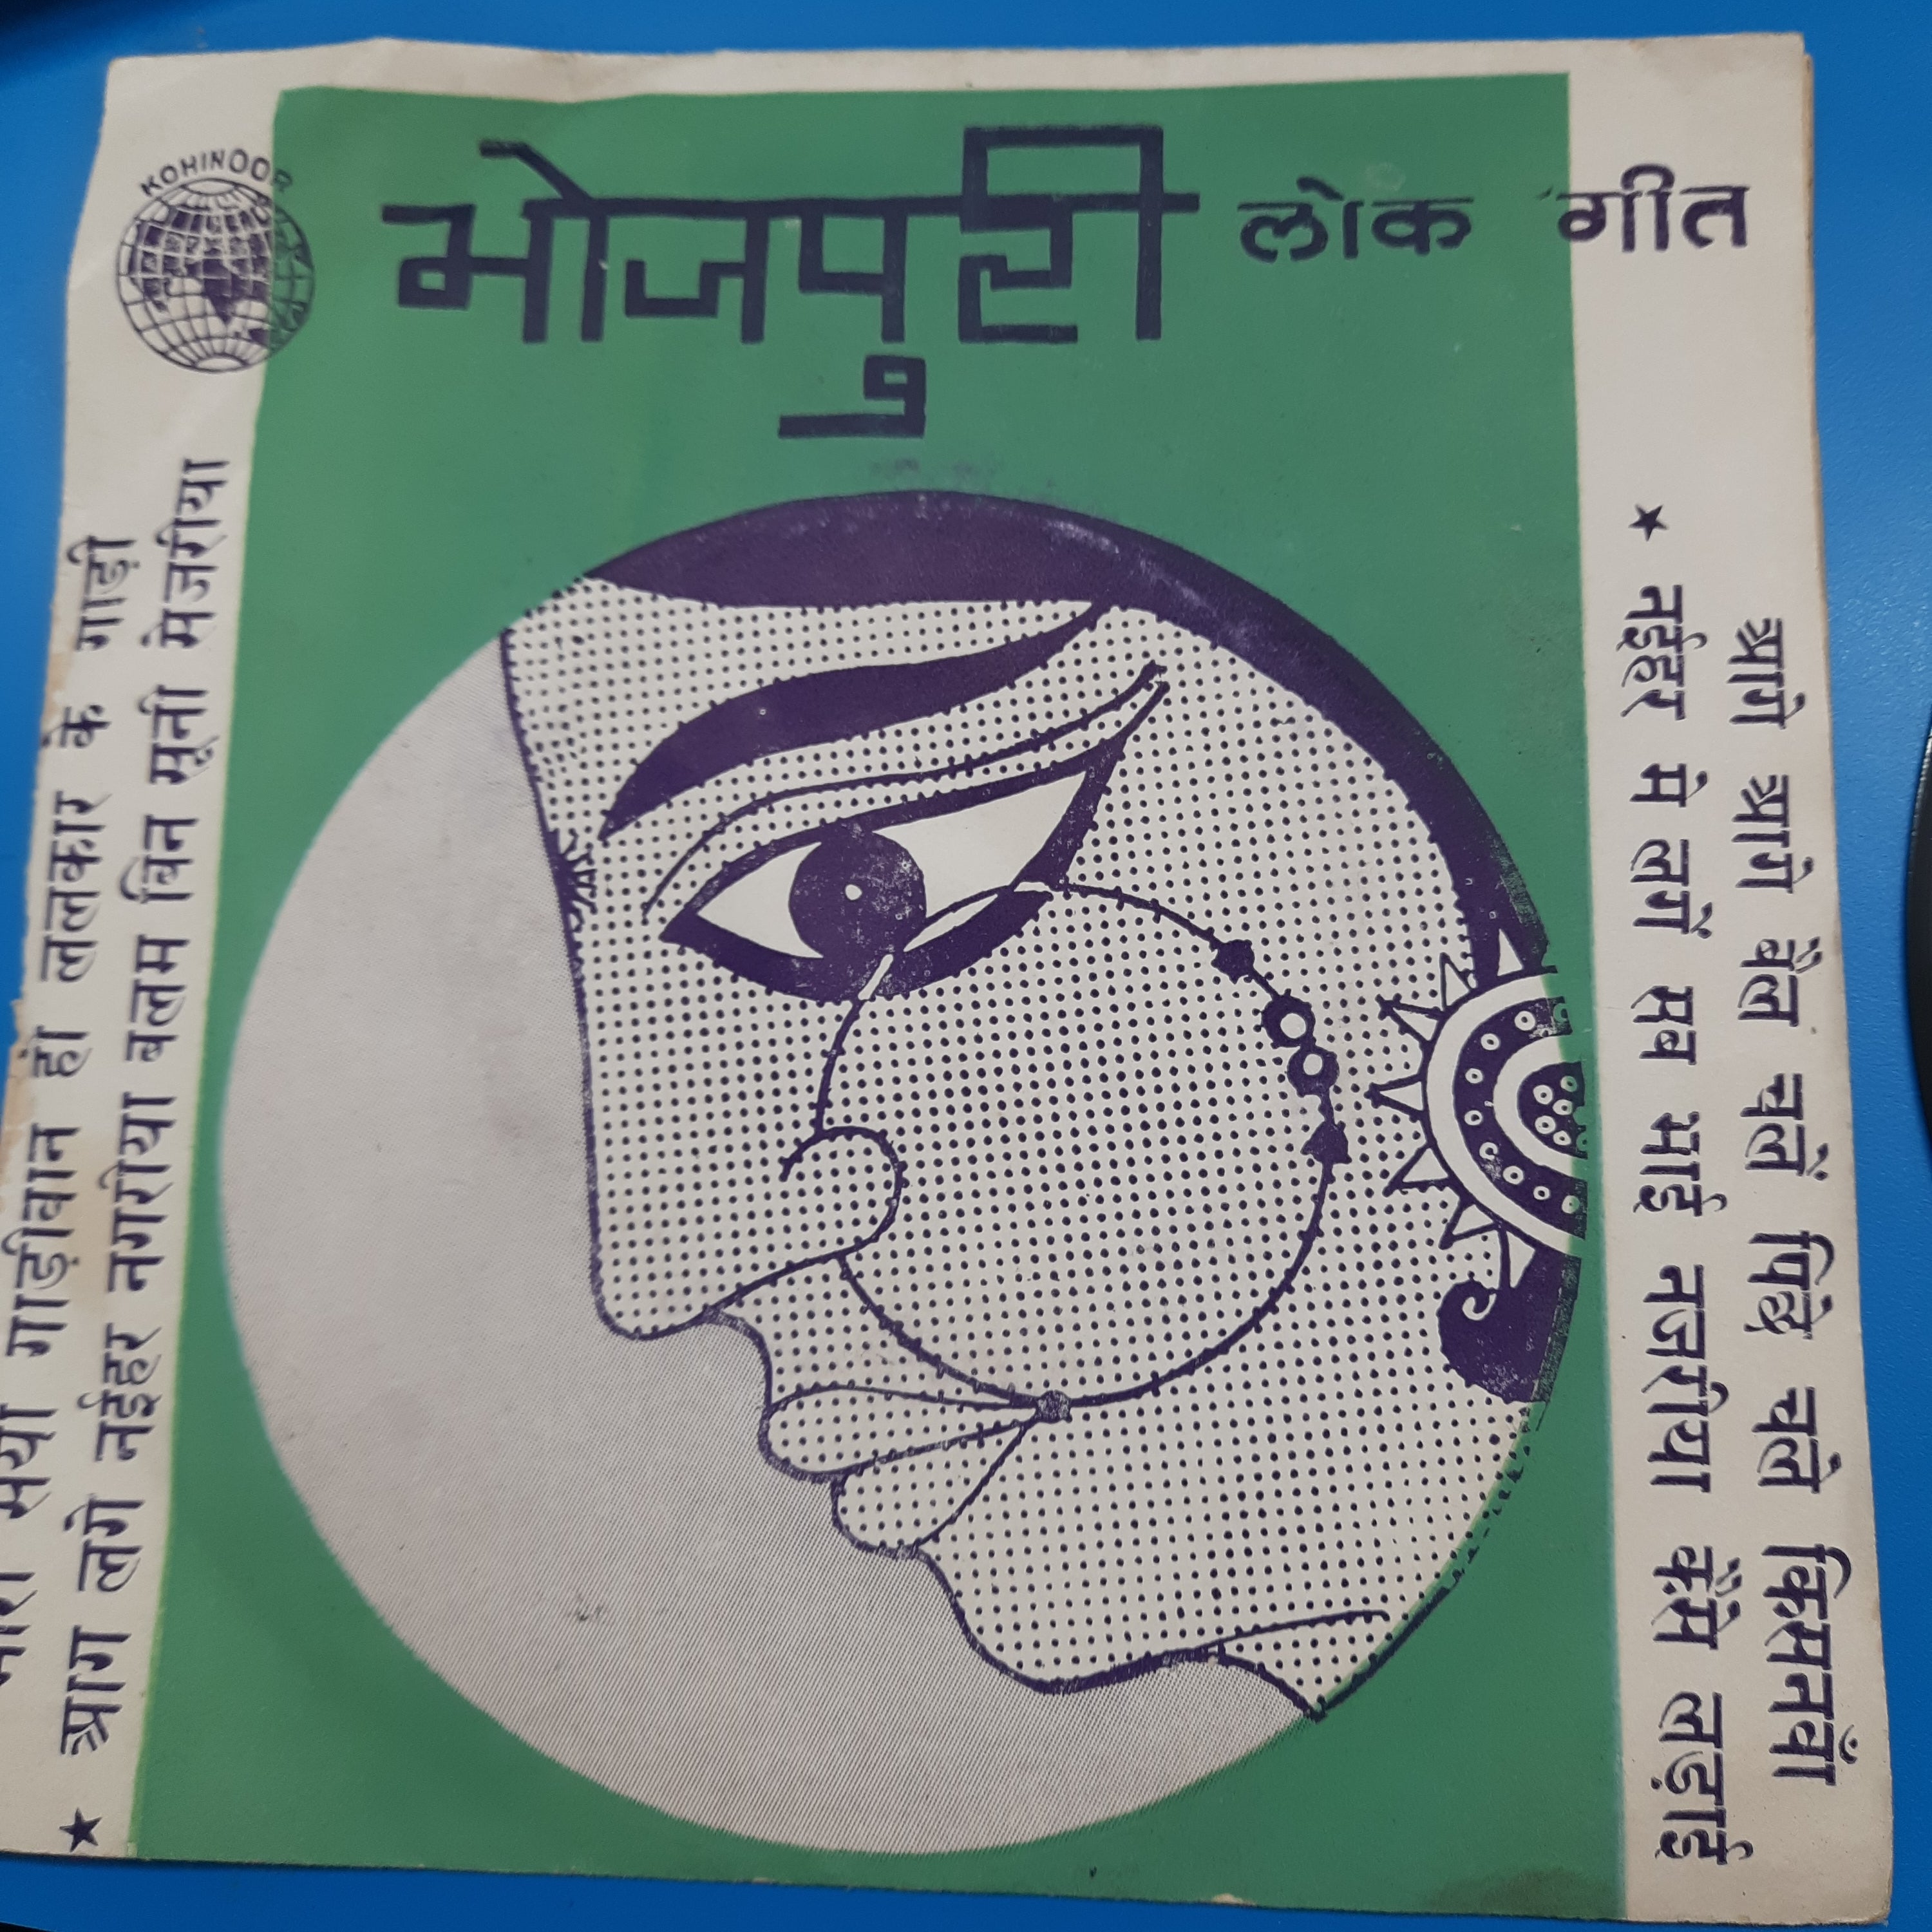 KOHINOOR
भोजपुरी लोक गीत
गाड़ीवान हो ललकार के गाड़ी
★ आग लगे नईहर नगरीया बलम बिन सूनी सेजरीया
आगे आगे बैल चलें पिछे चले किसनवाँ
★ नईहर मे लगें सब भाई नजरीया कैसे लड़ाई